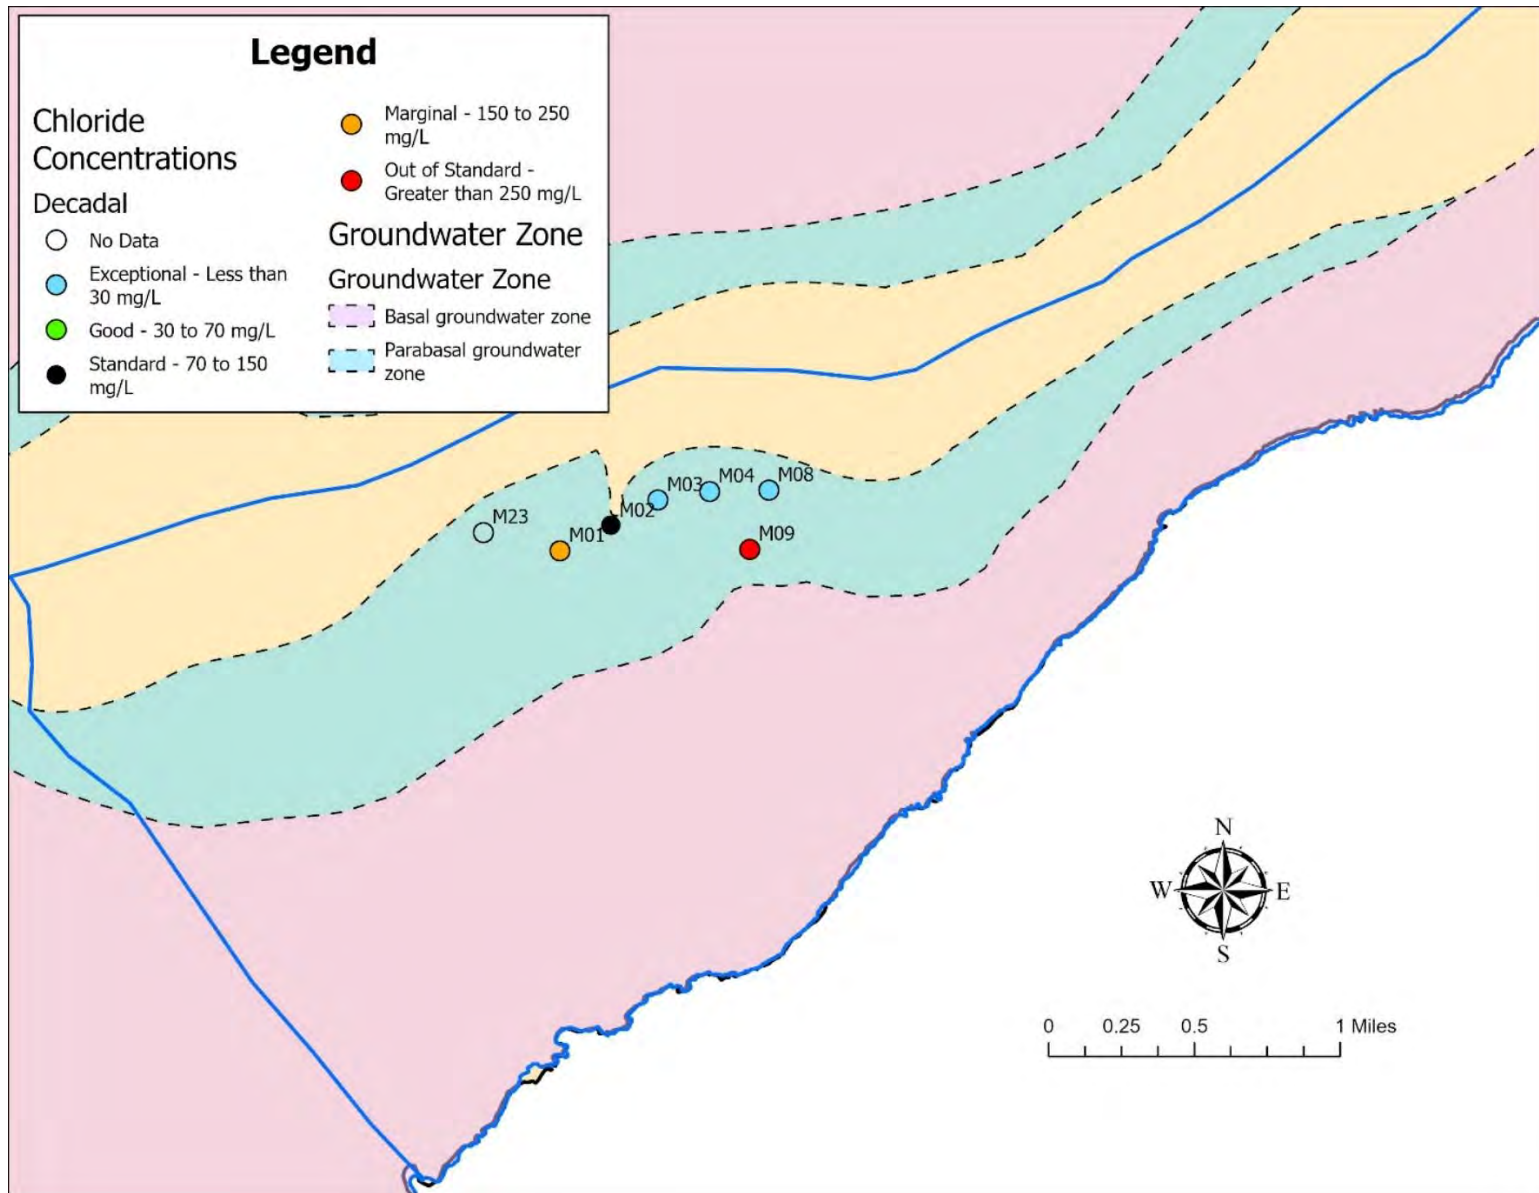 Legend
Chloride
Concentrations
Decadal
No Data
Exceptional - Less than
30 mg/L
Good - 30 to 70 mg/L
Standard - 70 to 150
mg/L
Marginal - 150 to 250
mg/L
Out of Standard -
Greater than 250 mg/L
Groundwater Zone
Groundwater Zone
Basal groundwater zone
Parabasal groundwater
zone
M23
M01
M02
M03
M04
M08
M09
N
W
E
S
0 0.25 0.5 1 Miles